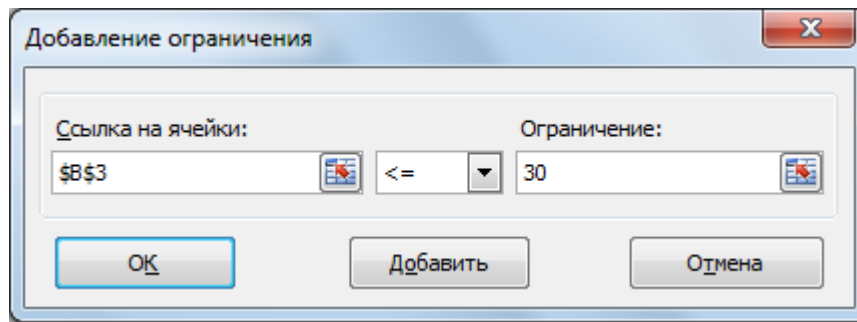 Добавление ограничения
Ссылка на ячейки: Ограничение:
$B$3 <= 30
ОК Добавить Отмена